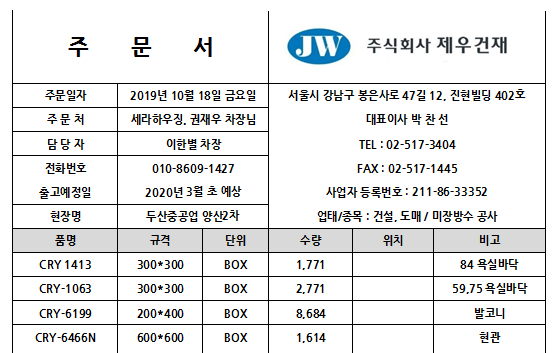 주 문 서
JW 주식회사 제우건재
주문일자 2019년 10월 18일 금요일 서울시 강남구 봉은사로 47길 12, 진현빌딩 402호
주 문 처 세라하우징, 권재우 차장님 대표이사 박 찬 선
담 당 자 이한별 차장 TEL : 02-517-3404
전화번호 010-8609-1427 FAX : 02-517-1445
출고예정일 2020년 3월 초 예상 사업자 등록번호 : 211-86-33352
현장명 두산중공업 양산2차 업태/종목 : 건설, 도매 / 미장방수 공사
품명 규격 단위 수량 위치 비고
CRY 1413 300*300 BOX 1,771 84 욕실바닥
CRY-1063 300*300 BOX 2,771 59,75 욕실바닥
CRY-6199 200*400 BOX 8,684 발코니
CRY-6466N 600*600 BOX 1,614 현관